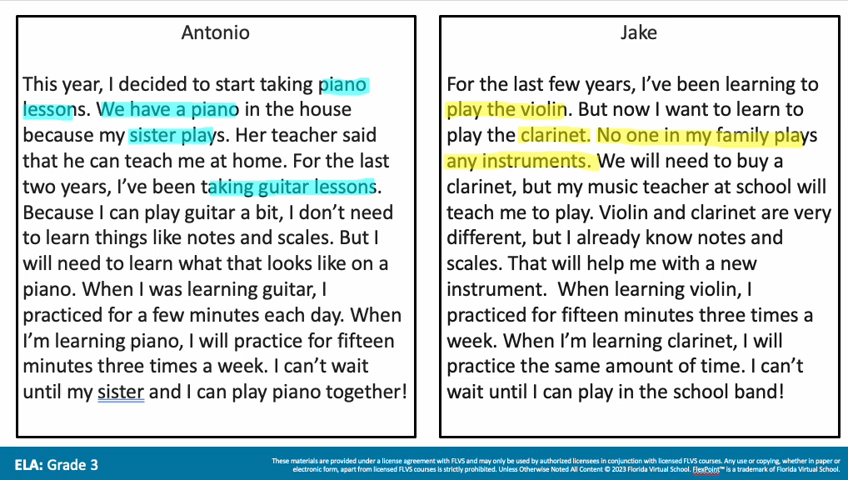 Antonio
This year, I decided to start taking piano
lessons. We have a piano in the house
because my sister plays. Her teacher said
that he can teach me at home. For the last
two years, I've been taking guitar lessons.
Because I can play guitar a bit, I don't need
to learn things like notes and scales. But I
will need to learn what that looks like on a
piano. When I was learning guitar, I
practiced for a few minutes each day. When
I'm learning piano, I will practice for fifteen
minutes three times a week. I can't wait
until my sister and I can play piano together!
Jake
For the last few years, I've been learning to
play the violin. But now I want to learn to
play the clarinet. No one in my family plays
any instruments. We will need to buy a
clarinet, but my music teacher at school will
teach me to play. Violin and clarinet are very
different, but I already know notes and
scales. That will help me with a new
instrument. When learning violin, I
practiced for fifteen minutes three times a
week. When I'm learning clarinet, I will
practice the same amount of time. I can't
wait until I can play in the school band!
ELA: Grade 3
These materials are provided under a license agreement with FLVS and may only be used by authorized licensees in conjunction with licensed FLVS courses. Any use or copying, whether in paper or
electronic form, apart from licensed FLVS courses is strictly prohibited. Unless Otherwise Noted All Content © 2023 Florida Virtual School. FlexPoint™ is a trademark of Florida Virtual School.